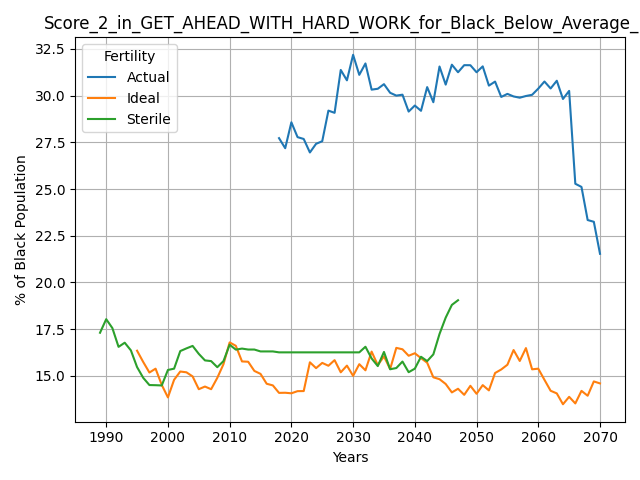 Score_2_in_GET_AHEAD_WITH_HARD_WORK_for_Black_Below_Average_
Fertility
Actual
Ideal
Sterile
% of Black Population
32.5
30.0
27.5
25.0
22.5
20.0
17.5
15.0
1990 2000 2010 2020 2030 2040 2050 2060 2070
Years